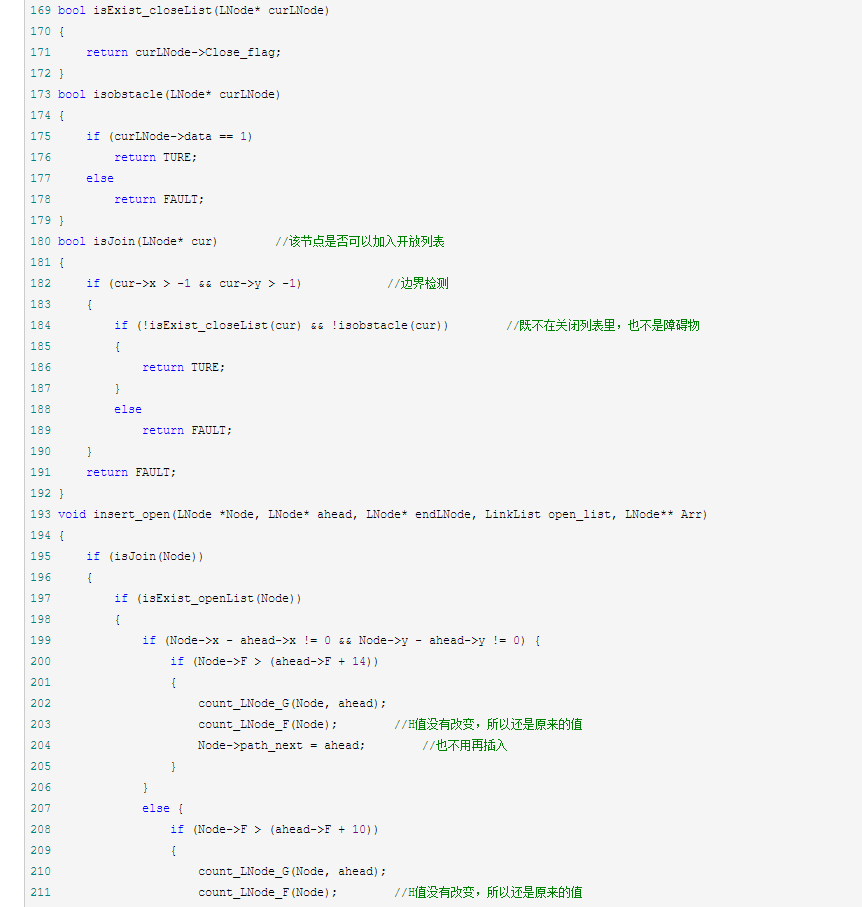 169 bool isExist_closeList(LNode* curLNode)
170 {
171     return curLNode->Close_flag;
172 }
173 bool isobstacle(LNode* curLNode)
174 {
175     if (curLNode->data == 1)
176         return TURE;
177     else
178         return FAULT;
179 }
180 bool isJoin(LNode* cur)        //该节点是否可以加入开放列表
181 {
182     if (cur->x > -1 && cur->y > -1)            //边界检测
183     {
184         if (!isExist_closeList(cur) && !isobstacle(cur))        //既不在关闭列表里，也不是障碍物
185         {
186             return TURE;
187         }
188         else
189             return FAULT;
190     }
191     return FAULT;
192 }
193 void insert_open(LNode *Node, LNode* ahead, LNode* endLNode, LinkList open_list, LNode** Arr)
194 {
195     if (isJoin(Node))
196     {
197         if (isExist_openList(Node))
198         {
199             if (Node->x - ahead->x != 0 && Node->y - ahead->y != 0) {
200                 if (Node->F > (ahead->F + 14))
201                 {
202                     count_LNode_G(Node, ahead);
203                     count_LNode_F(Node);        //H值没有改变，所以还是原来的值
204                     Node->path_next = ahead;        //也不用再插入
205                 }
206             }
207             else {
208                 if (Node->F > (ahead->F + 10))
209                 {
210                     count_LNode_G(Node, ahead);
211                     count_LNode_F(Node);        //H值没有改变，所以还是原来的值